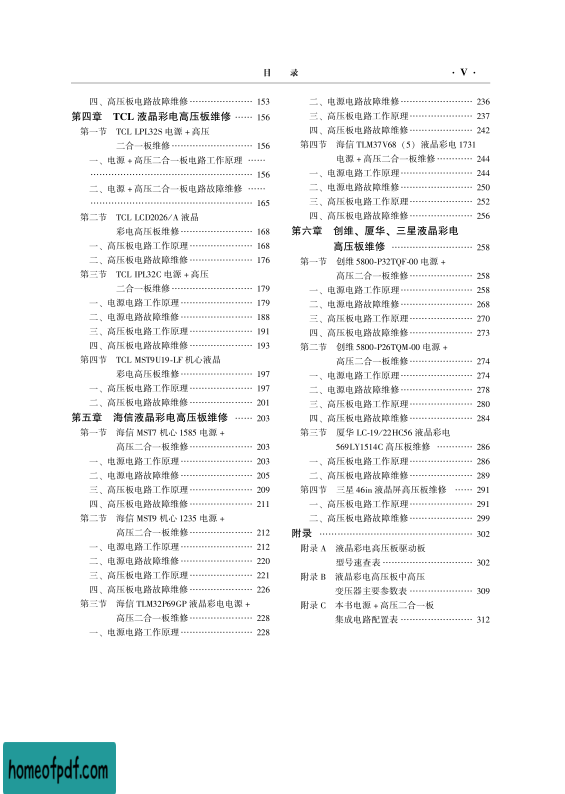 目 录 · V ·
四、高压板电路故障维修 ………………… 153
第四章 TCL 液晶彩电高压板维修 …… 156
第一节 TCL LPL32S 电源 + 高压
二合一板维修 ……………………… 156
一、电源 + 高压二合一板电路工作原理 ……
……………………………………………… 156
二、电源 + 高压二合一板电路故障维修 ……
……………………………………………… 165
第二节 TCL LCD2026/A 液晶
彩电高压板维修 …………………… 168
一、高压板电路工作原理 ………………… 168
二、高压板电路故障维修 ………………… 176
第三节 TCL IPL32C 电源 + 高压
二合一板维修 ……………………… 179
一、电源电路工作原理 …………………… 179
二、电源电路故障维修 …………………… 188
三、高压板电路工作原理 ………………… 191
四、高压板电路故障维修 ………………… 193
第四节 TCL MST9U19-LF 机心液晶
彩电高压板维修 …………………… 197
一、高压板电路工作原理 ………………… 197
二、高压板电路故障维修 ………………… 201
第五章 海信液晶彩电高压板维修 …… 203
第一节 海信 MST7 机心 1585 电源 +
高压二合一板维修 ………………… 203
一、电源电路工作原理 …………………… 203
二、电源电路故障维修 …………………… 205
三、高压板电路工作原理 ………………… 209
四、高压板电路故障维修 ………………… 211
第二节 海信 MST9 机心 1235 电源 +
高压二合一板维修 ………………… 212
一、电源电路工作原理 …………………… 212
二、电源电路故障维修 …………………… 220
三、高压板电路工作原理 ………………… 221
四、高压板电路故障维修 ………………… 226
第三节 海信 TLM32P69GP 液晶彩电电源 +
高压二合一板维修 ………………… 228
一、电源电路工作原理 …………………… 228
二、电源电路故障维修 …………………… 236
三、高压板电路工作原理 ………………… 237
四、高压板电路故障维修 ………………… 242
第四节 海信 TLM37V68（5）液晶彩电 1731
电源 + 高压二合一板维修 ………… 244
一、电源电路工作原理 …………………… 244
二、电源电路故障维修 …………………… 250
三、高压板电路工作原理 ………………… 252
四、高压板电路故障维修 ………………… 256
第六章 创维、厦华、三星液晶彩电
高压板维修 ……………………… 258
第一节 创维 5800-P32TQF-00 电源 +
高压二合一板维修 ………………… 258
一、电源电路工作原理 …………………… 258
二、电源电路故障维修 …………………… 268
三、高压板电路工作原理 ………………… 270
四、高压板电路故障维修 ………………… 273
第二节 创维 5800-P26TQM-00 电源 +
高压二合一板维修 ………………… 274
一、电源电路工作原理 …………………… 274
二、电源电路故障维修 …………………… 278
三、高压板电路工作原理 ………………… 280
四、高压板电路故障维修 ………………… 284
第三节 厦华 LC-19/22HC56 液晶彩电
569LY1514C 高压板维修 ………… 286
一、高压板电路工作原理 ………………… 286
二、高压板电路故障维修 ………………… 289
第四节 三星 46in 液晶屏高压板维修 …… 291
一、高压板电路工作原理 ………………… 291
二、高压板电路故障维修 ………………… 299
附录 ……………………………………………… 302
附录 A 液晶彩电高压板驱动板
型号速查表 ………………………… 302
附录 B 液晶彩电高压板中高压
变压器主要参数表 ………………… 309
附录 C 本书电源 + 高压二合一板
集成电路配置表 …………………… 312
homeofpdf.com